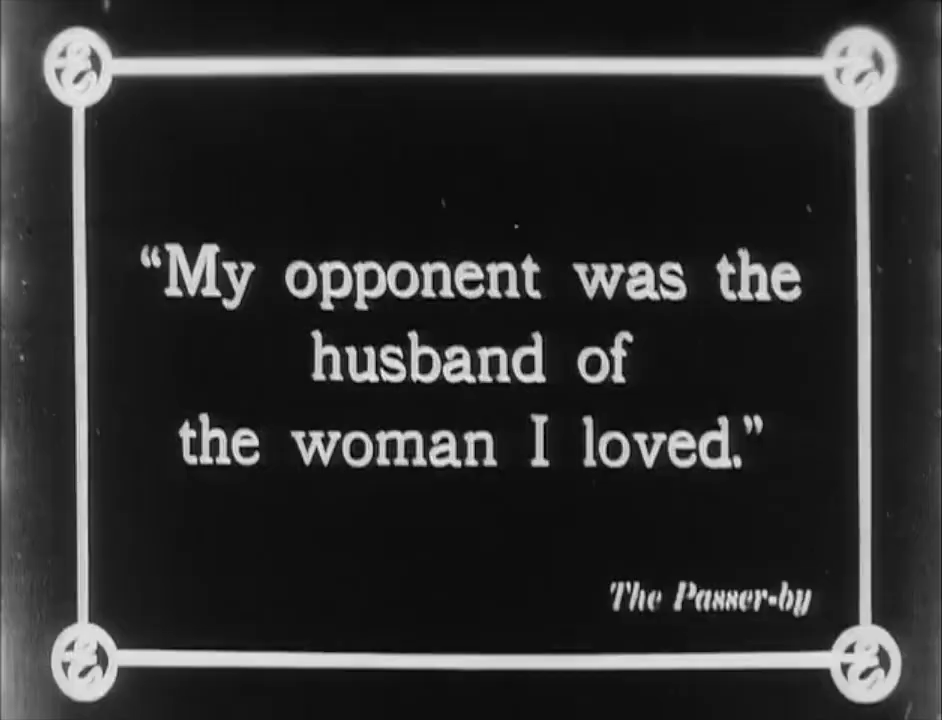 “My opponent was the
husband of
the woman I loved.”
The Passer-by